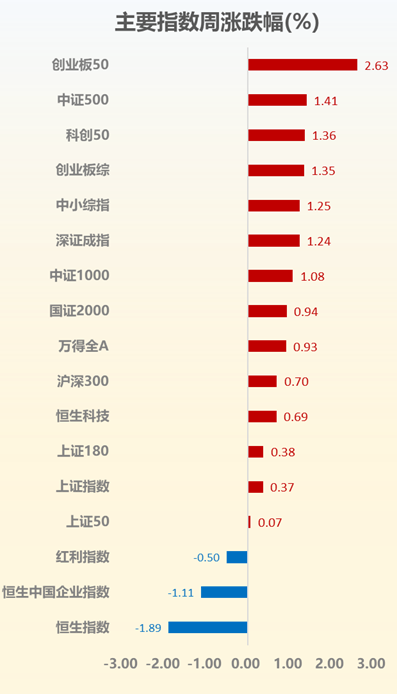 主要指数周涨跌幅(%)
创业板50 2.63
中证500 1.41
科创50 1.36
创业板综 1.35
中小综指 1.25
深证成指 1.24
中证1000 1.08
国证2000 0.94
万得全A 0.93
沪深300 0.70
恒生科技 0.69
上证180 0.38
上证指数 0.37
上证50 0.07
红利指数 -0.50
恒生中国企业指数 -1.11
恒生指数 -1.89
-3.00 -2.00 -1.00 0.00 1.00 2.00 3.00